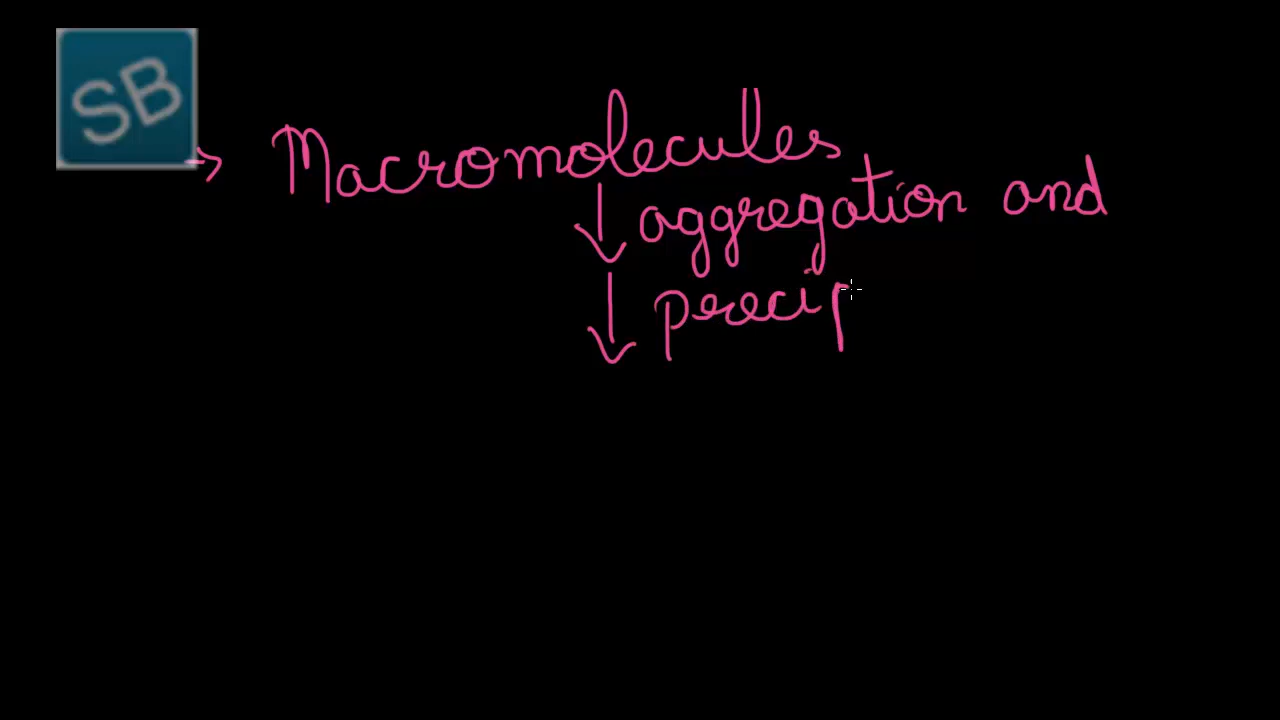 SB
→ Macromolecules
↓ aggregation and
↓ precip